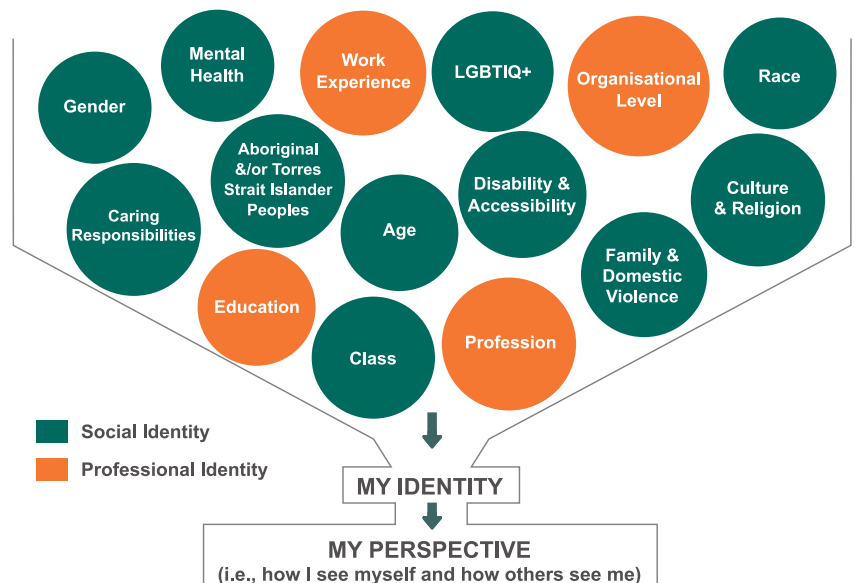 Gender
Mental
Health
Work
Experience
LGBTIQ+
Organisational
Level
Race
Caring
Responsibilities
Aboriginal
&/or Torres
Strait Islander
Peoples
Age
Disability &
Accessibility
Culture
& Religion
Education
Class
Profession
Family &
Domestic
Violence
Social Identity
Professional Identity
MY IDENTITY
MY PERSPECTIVE
(i.e., how I see myself and how others see me)